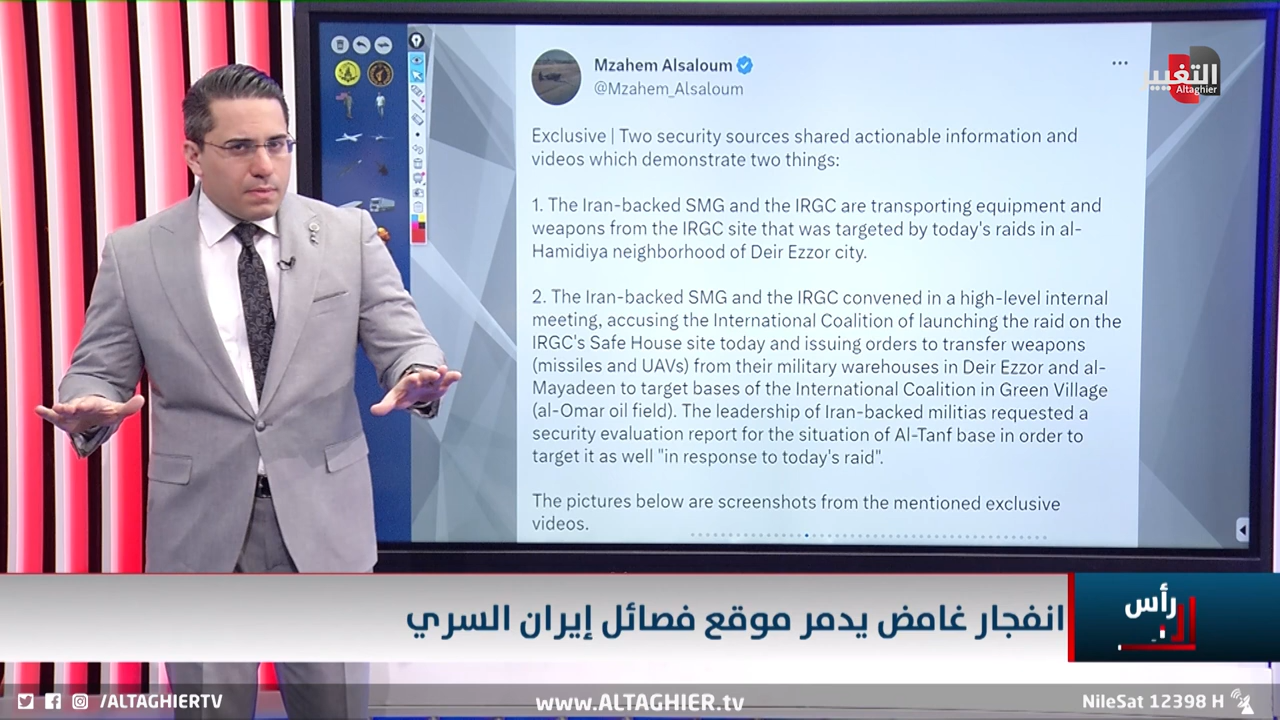 Mzahem Alsaloum
@Mzahem_Alsaloum
التغيير
Altaghier
Exclusive | Two security sources shared actionable information and
videos which demonstrate two things:
1. The Iran-backed SMG and the IRGC are transporting equipment and
weapons from the IRGC site that was targeted by today's raids in al-
Hamidiya neighborhood of Deir Ezzor city.
2. The Iran-backed SMG and the IRGC convened in a high-level internal
meeting, accusing the International Coalition of launching the raid on the
IRGC's Safe House site today and issuing orders to transfer weapons
(missiles and UAVs) from their military warehouses in Deir Ezzor and al-
Mayadeen to target bases of the International Coalition in Green Village
(al-Omar oil field). The leadership of Iran-backed militias requested a
security evaluation report for the situation of Al-Tanf base in order to
target it as well "in response to today's raid".
The pictures below are screenshots from the mentioned exclusive
videos.
انفجار غامض يدمر موقع فصائل إيران السري
رأس
/ALTAGHIERTV
www.ALTAGHIER.tv
NileSat 12398 H